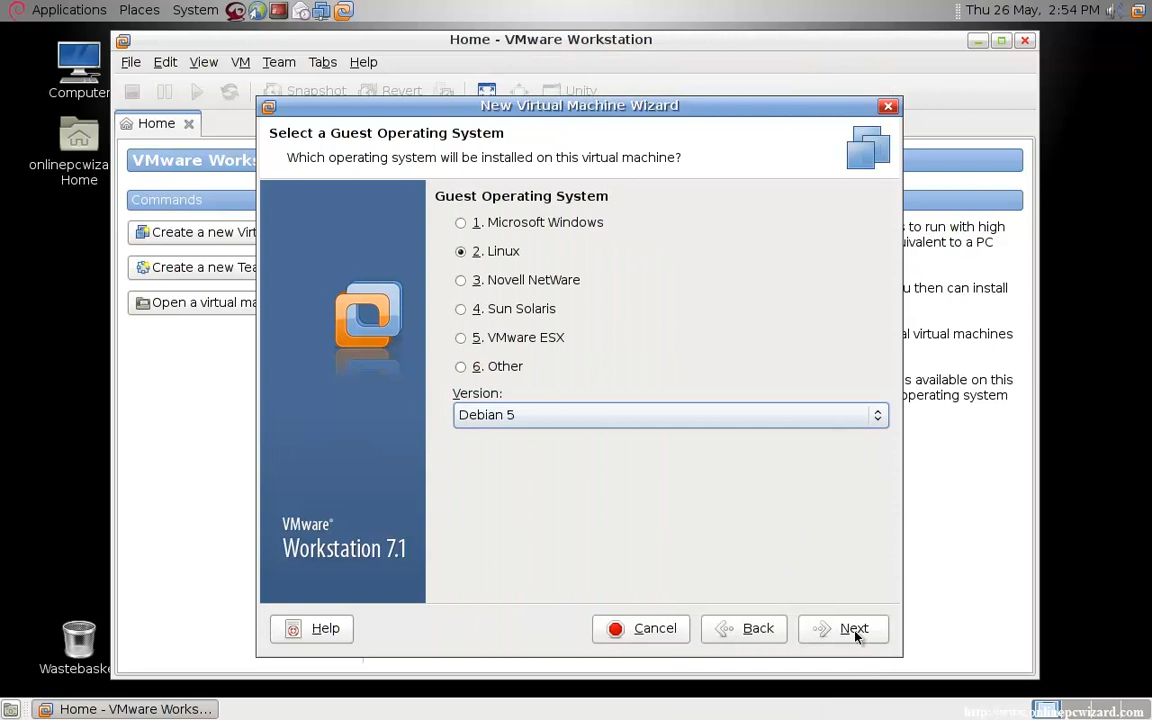 Applications Places System
Thu 26 May, 2:54 PM
Home - VMware Workstation
File Edit View VM Team Tabs Help
Snapshot Revert Unity
Home
Computer
onlinepcwiza
Home
Wastebaske
VMware Works
Commands
Create a new Virt
Create a new Tea
Open a virtual ma
s to run with high
uivalent to a PC
u then can install
al virtual machines
s available on this
operating system
New Virtual Machine Wizard
Select a Guest Operating System
Which operating system will be installed on this virtual machine?
Guest Operating System
1. Microsoft Windows
2. Linux
3. Novell NetWare
4. Sun Solaris
5. VMware ESX
6. Other
Version:
Debian 5
VMware®
Workstation 7.1
Help Cancel Back Next
Home - VMware Works...
http://www.onlinepcwizard.com